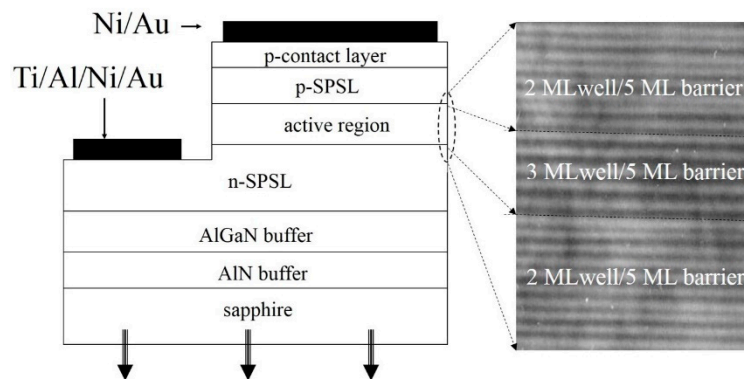 Ni/Au
Ti/Al/Ni/Au
p-contact layer
p-SPSL
active region
n-SPSL
AlGaN buffer
AlN buffer
sapphire
2 MLwell/5 ML barrier
3 MLwell/5 ML barrier
2 MLwell/5 ML barrier